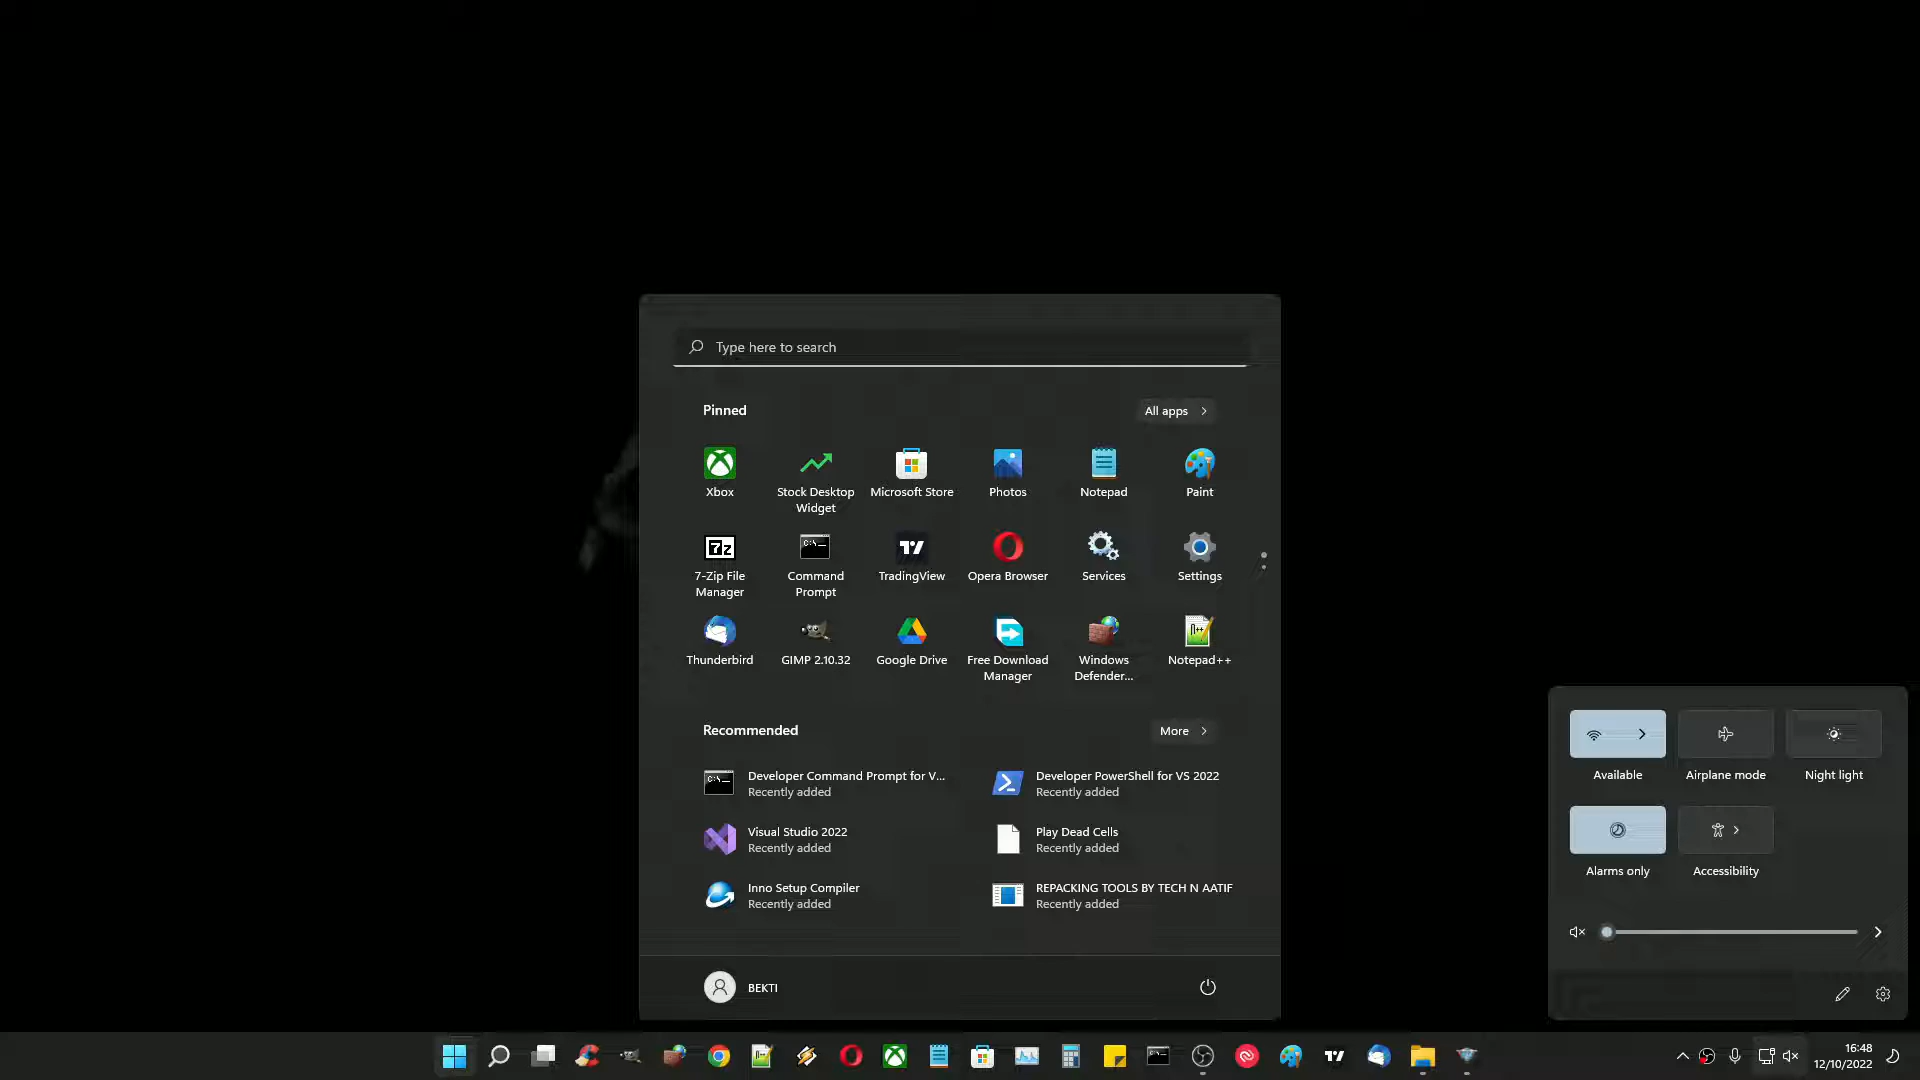 Type here to search
Pinned
All apps
Xbox
Stock Desktop
Widget
Microsoft Store
Photos
Notepad
Paint
7-Zip File
Manager
Command
Prompt
TradingView
Opera Browser
Services
Settings
Thunderbird
GIMP 2.10.32
Google Drive
Free Download
Manager
Windows
Defender...
Notepad++
Recommended
More
Developer Command Prompt for V...
Recently added
Developer PowerShell for VS 2022
Recently added
Visual Studio 2022
Recently added
Play Dead Cells
Recently added
Inno Setup Compiler
Recently added
REPACKING TOOLS BY TECH N AATIF
Recently added
BEKTI
Available
Airplane mode
Night light
Alarms only
Accessibility
16:48
12/10/2022